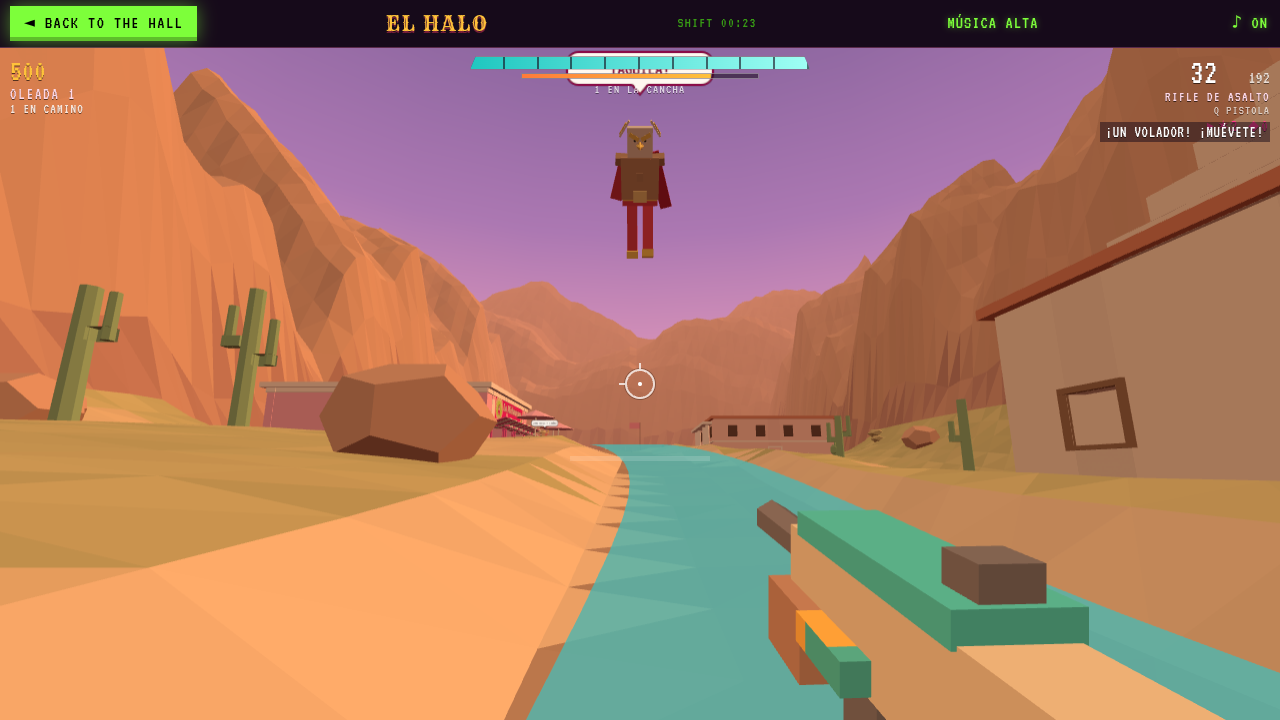 ◄ BACK TO THE HALL
EL HALO
SHIFT 00:23
MÚSICA ALTA
♪ ON
500
OLEADA 1
1 EN CAMINO
¡ÁGUILA!
1 EN LA CANCHA
32 192
RIFLE DE ASALTO
Q PISTOLA
¡UN VOLADOR! ¡MUÉVETE!